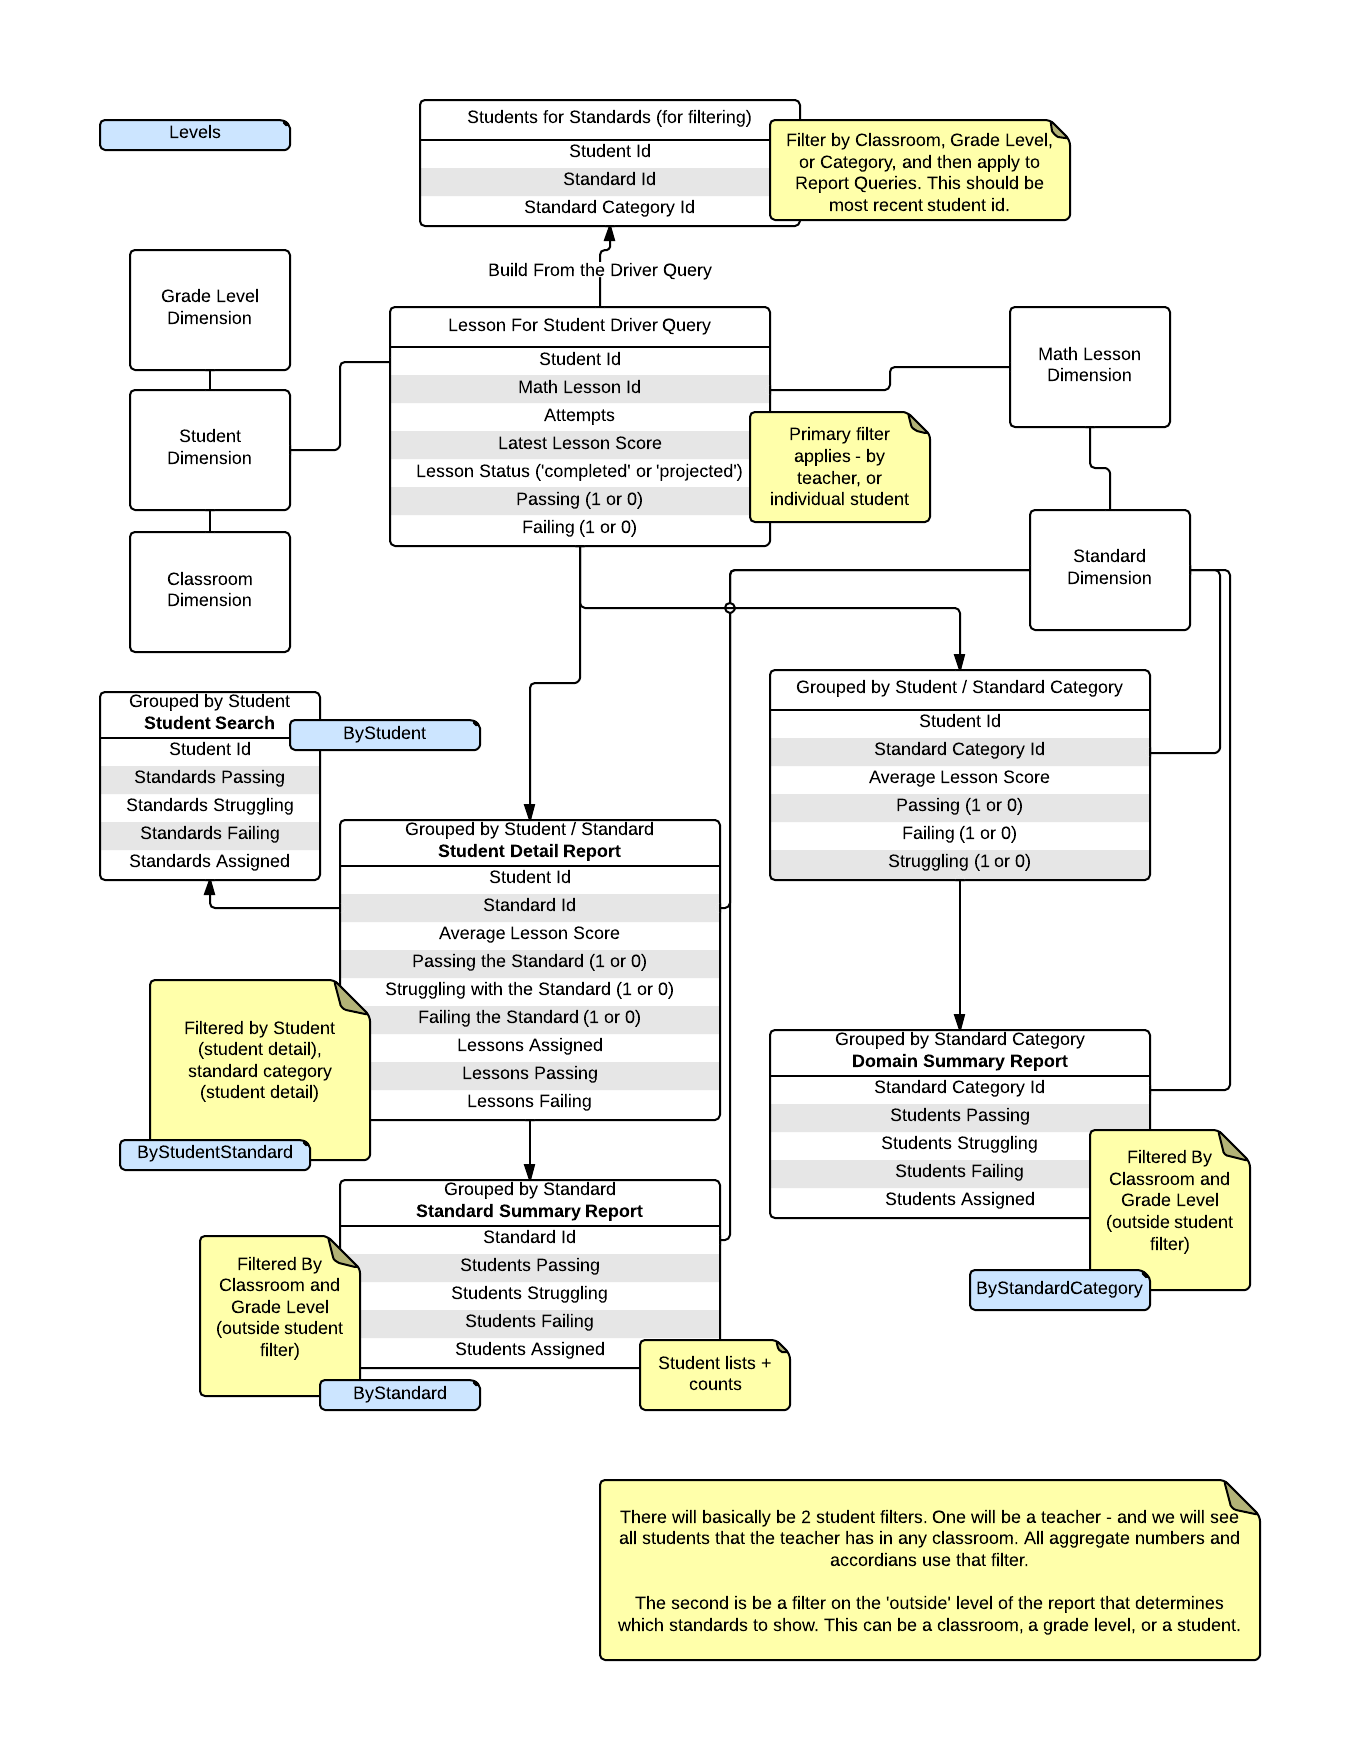 Levels
Students for Standards (for filtering)
Student Id
Standard Id
Standard Category Id
Filter by Classroom, Grade Level,
or Category, and then apply to
Report Queries. This should be
most recent student id.
Build From the Driver Query
Grade Level
Dimension
Student
Dimension
Classroom
Dimension
Lesson For Student Driver Query
Student Id
Math Lesson Id
Attempts
Latest Lesson Score
Lesson Status ('completed' or 'projected')
Passing (1 or 0)
Failing (1 or 0)
Primary filter
applies - by
teacher, or
individual student
Math Lesson
Dimension
Standard
Dimension
Grouped by Student
Student Search
Student Id
Standards Passing
Standards Struggling
Standards Failing
Standards Assigned
ByStudent
Grouped by Student / Standard Category
Student Id
Standard Category Id
Average Lesson Score
Passing (1 or 0)
Failing (1 or 0)
Struggling (1 or 0)
Grouped by Student / Standard
Student Detail Report
Student Id
Standard Id
Average Lesson Score
Passing the Standard (1 or 0)
Struggling with the Standard (1 or 0)
Failing the Standard (1 or 0)
Lessons Assigned
Lessons Passing
Lessons Failing
Filtered by Student
(student detail),
standard category
(student detail)
ByStudentStandard
Grouped by Standard Category
Domain Summary Report
Standard Category Id
Students Passing
Students Struggling
Students Failing
Students Assigned
Filtered By
Classroom and
Grade Level
(outside student
filter)
ByStandardCategory
Grouped by Standard
Standard Summary Report
Standard Id
Students Passing
Students Struggling
Students Failing
Students Assigned
Filtered By
Classroom and
Grade Level
(outside student
filter)
ByStandard
Student lists +
counts
There will basically be 2 student filters. One will be a teacher - and we will see
all students that the teacher has in any classroom. All aggregate numbers and
accordians use that filter.
The second is be a filter on the 'outside' level of the report that determines
which standards to show. This can be a classroom, a grade level, or a student.